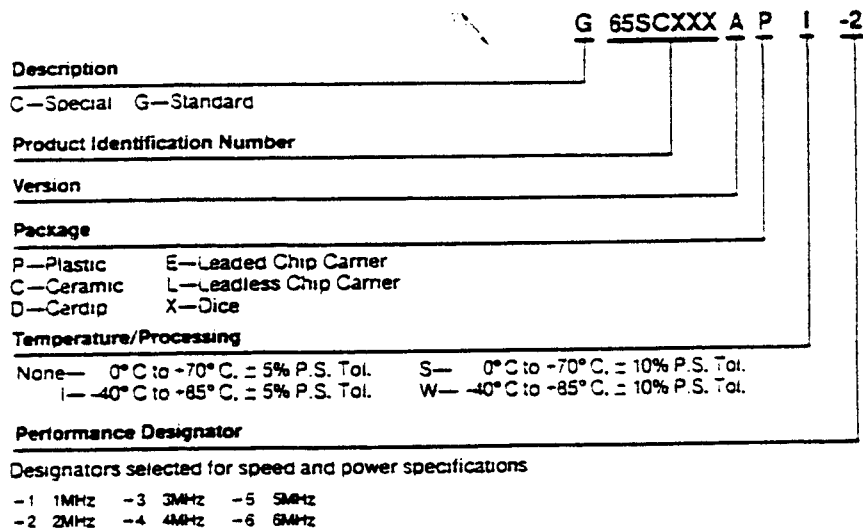 G 65SCXXX A P I -2
Description
C—Special G—Standard
Product Identification Number
Version
Package
P—Plastic E—Leaded Chip Carrier
C—Ceramic L—Leadless Chip Carrier
D—Cerdip X—Dice
Temperature/Processing
None— 0°C to +70°C, ± 5% P.S. Tol. S— 0°C to +70°C, ± 10% P.S. Tol.
I— -40°C to +85°C, ± 5% P.S. Tol. W— -40°C to +85°C, ± 10% P.S. Tol.
Performance Designator
Designators selected for speed and power specifications
-1 1MHz -3 3MHz -5 5MHz
-2 2MHz -4 4MHz -6 6MHz